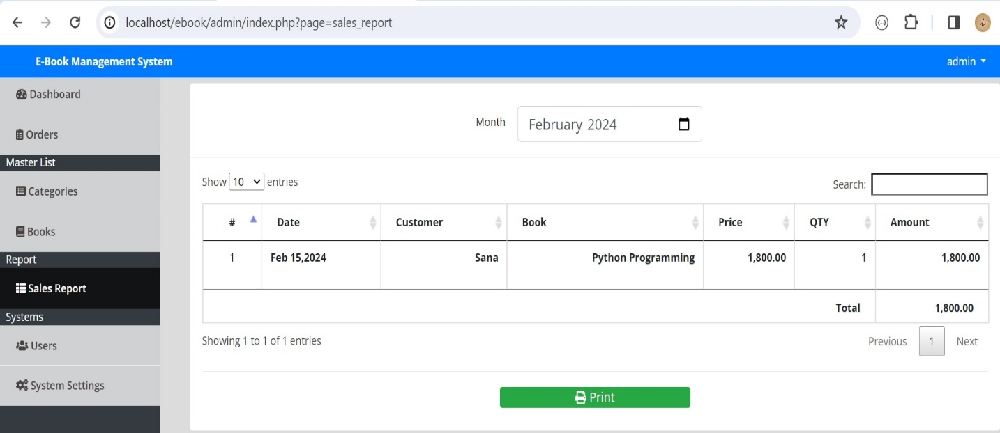 localhost/ebook/admin/index.php?page=sales_report
E-Book Management System
admin
Dashboard
Orders
Master List
Categories
Books
Report
Sales Report
Systems
Users
System Settings
Month February 2024
Show 10 entries
Search:
# Date Customer Book Price QTY Amount
1 Feb 15,2024 Sana Python Programming 1,800.00 1 1,800.00
Total 1,800.00
Showing 1 to 1 of 1 entries
Previous 1 Next
Print